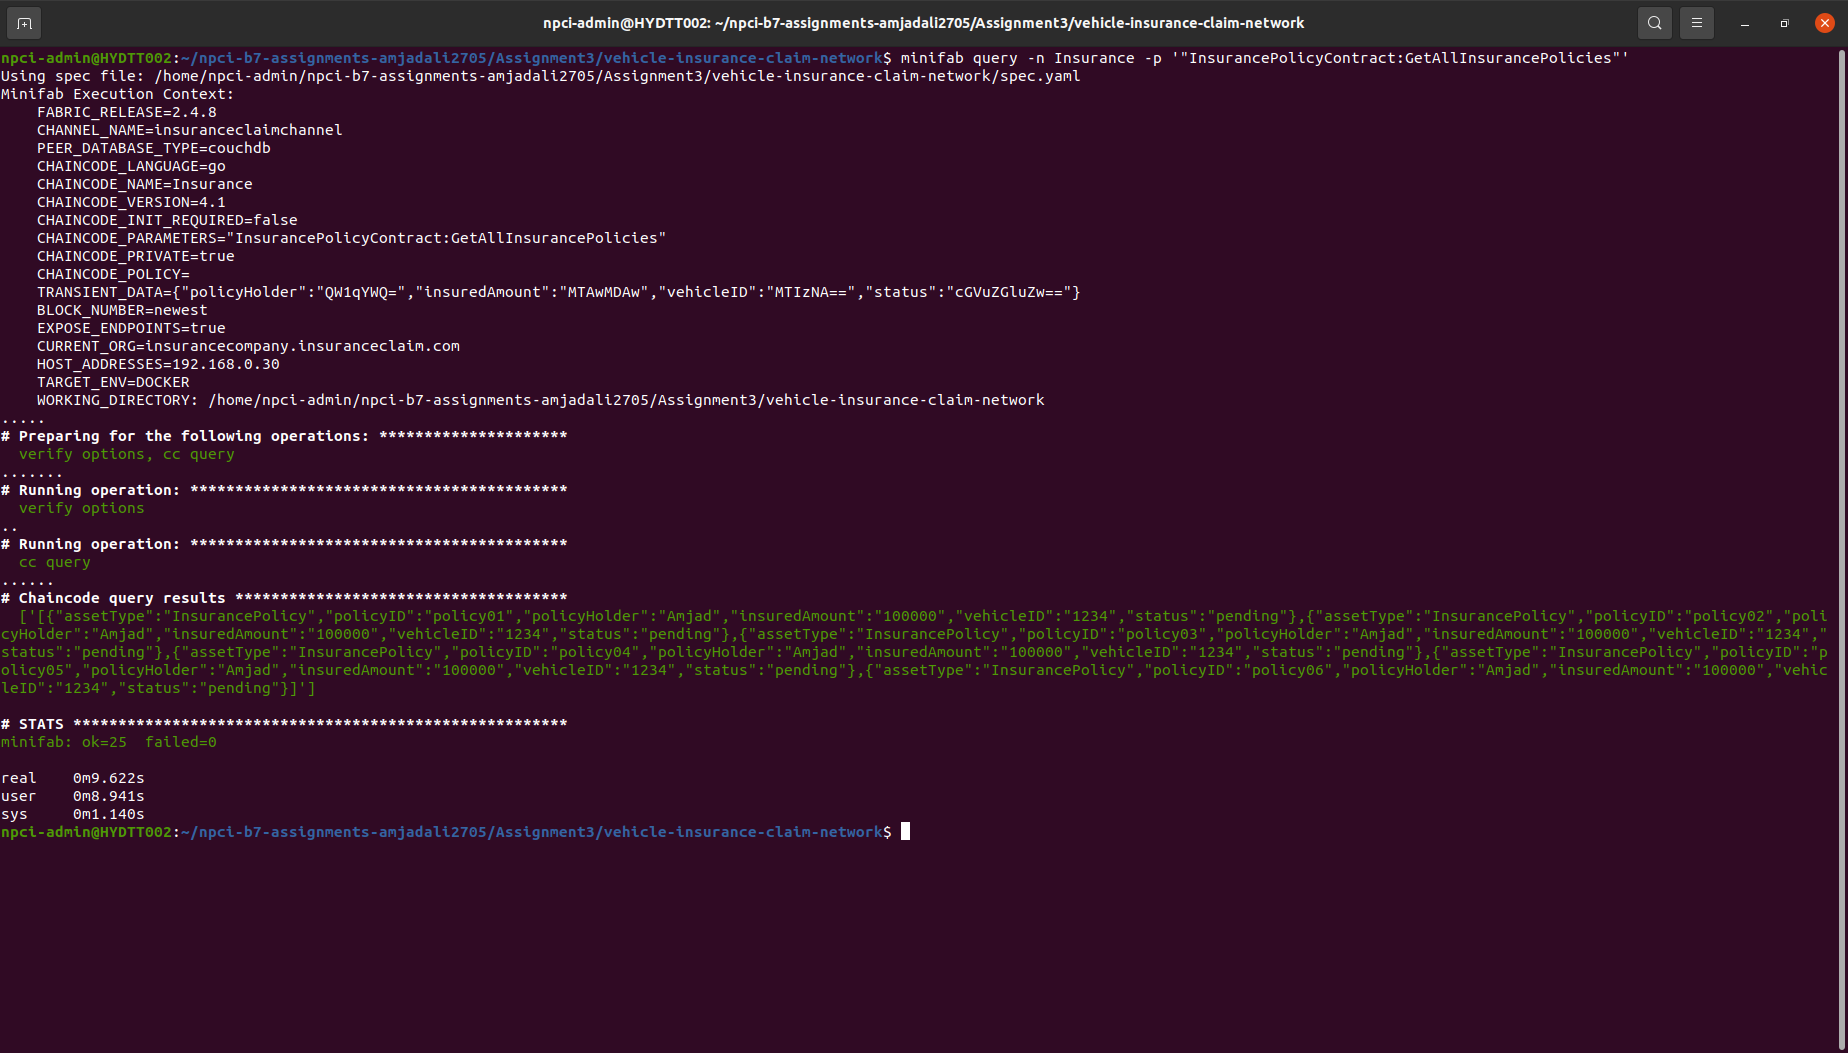 npci-admin@HYDTT002: ~/npci-b7-assignments-amjadali2705/Assignment3/vehicle-insurance-claim-network
npci-admin@HYDTT002:~/npci-b7-assignments-amjadali2705/Assignment3/vehicle-insurance-claim-network$ minifab query -n Insurance -p '"InsurancePolicyContract:GetAllInsurancePolicies"'
Using spec file: /home/npci-admin/npci-b7-assignments-amjadali2705/Assignment3/vehicle-insurance-claim-network/spec.yaml
Minifab Execution Context:
    FABRIC_RELEASE=2.4.8
    CHANNEL_NAME=insuranceclaimchannel
    PEER_DATABASE_TYPE=couchdb
    CHAINCODE_LANGUAGE=go
    CHAINCODE_NAME=Insurance
    CHAINCODE_VERSION=4.1
    CHAINCODE_INIT_REQUIRED=false
    CHAINCODE_PARAMETERS="InsurancePolicyContract:GetAllInsurancePolicies"
    CHAINCODE_PRIVATE=true
    CHAINCODE_POLICY=
    TRANSIENT_DATA={"policyHolder":"QW1qYWQ=","insuredAmount":"MTAwMDAw","vehicleID":"MTIzNA==","status":"cGVuZGluZw=="}
    BLOCK_NUMBER=newest
    EXPOSE_ENDPOINTS=true
    CURRENT_ORG=insurancecompany.insuranceclaim.com
    HOST_ADDRESSES=192.168.0.30
    TARGET_ENV=DOCKER
    WORKING_DIRECTORY: /home/npci-admin/npci-b7-assignments-amjadali2705/Assignment3/vehicle-insurance-claim-network
.....
# Preparing for the following operations: *********************
  verify options, cc query
.......
# Running operation: ******************************************
  verify options
..
# Running operation: ******************************************
  cc query
......
# Chaincode query results *************************************
  ['[{"assetType":"InsurancePolicy","policyID":"policy01","policyHolder":"Amjad","insuredAmount":"100000","vehicleID":"1234","status":"pending"},{"assetType":"InsurancePolicy","policyID":"policy02","poli
cyHolder":"Amjad","insuredAmount":"100000","vehicleID":"1234","status":"pending"},{"assetType":"InsurancePolicy","policyID":"policy03","policyHolder":"Amjad","insuredAmount":"100000","vehicleID":"1234","
status":"pending"},{"assetType":"InsurancePolicy","policyID":"policy04","policyHolder":"Amjad","insuredAmount":"100000","vehicleID":"1234","status":"pending"},{"assetType":"InsurancePolicy","policyID":"p
olicy05","policyHolder":"Amjad","insuredAmount":"100000","vehicleID":"1234","status":"pending"},{"assetType":"InsurancePolicy","policyID":"policy06","policyHolder":"Amjad","insuredAmount":"100000","vehic
leID":"1234","status":"pending"}]']
# STATS *******************************************************
minifab: ok=25  failed=0
real    0m9.622s
user    0m8.941s
sys     0m1.140s
npci-admin@HYDTT002:~/npci-b7-assignments-amjadali2705/Assignment3/vehicle-insurance-claim-network$